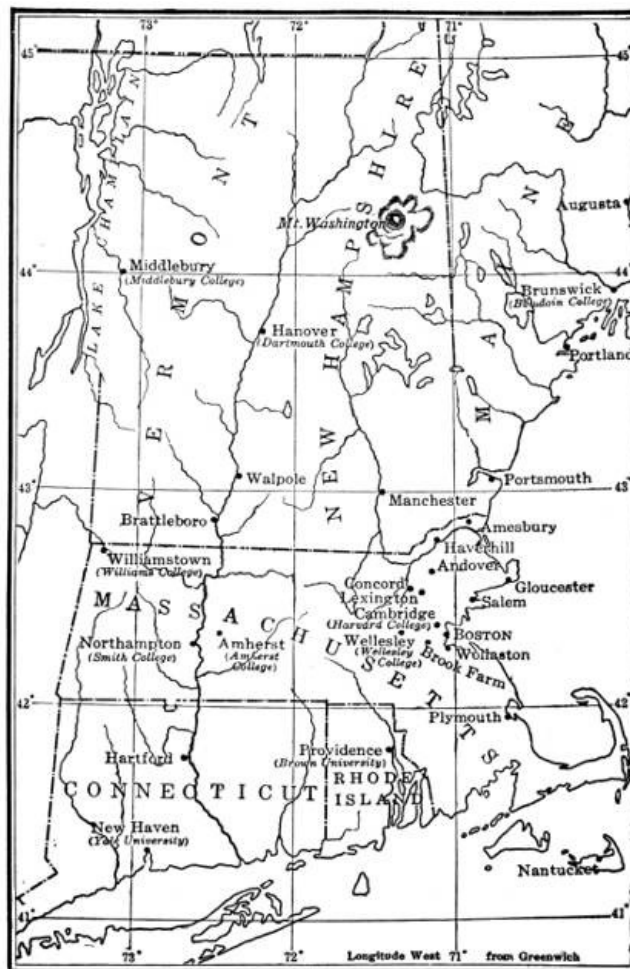 73° 72° 71°
45° 45°
LAKE CHAMPLAIN
VERMONT
NEW HAMPSHIRE
MAINE
Mt. Washington
Augusta
44° 44°
Middlebury
(Middlebury College)
Brunswick
(Bowdoin College)
Hanover
(Dartmouth College)
Portland
Walpole
Portsmouth
43° 43°
Manchester
Brattleboro
Amesbury
Haverhill
Williamstown
(Williams College)
Andover
Concord
Gloucester
Lexington
Salem
MASSACHUSETTS
Cambridge
(Harvard College)
Northampton
(Smith College)
Amherst
(Amherst
College)
Wellesley
(Wellesley
College)
BOSTON
Wollaston
Brook Farm
42° 42°
Plymouth
Hartford
Providence
(Brown University)
CONNECTICUT
RHODE
ISLAND
New Haven
(Yale University)
Nantucket
41° 41°
73° 72° 71°
Longitude West from Greenwich